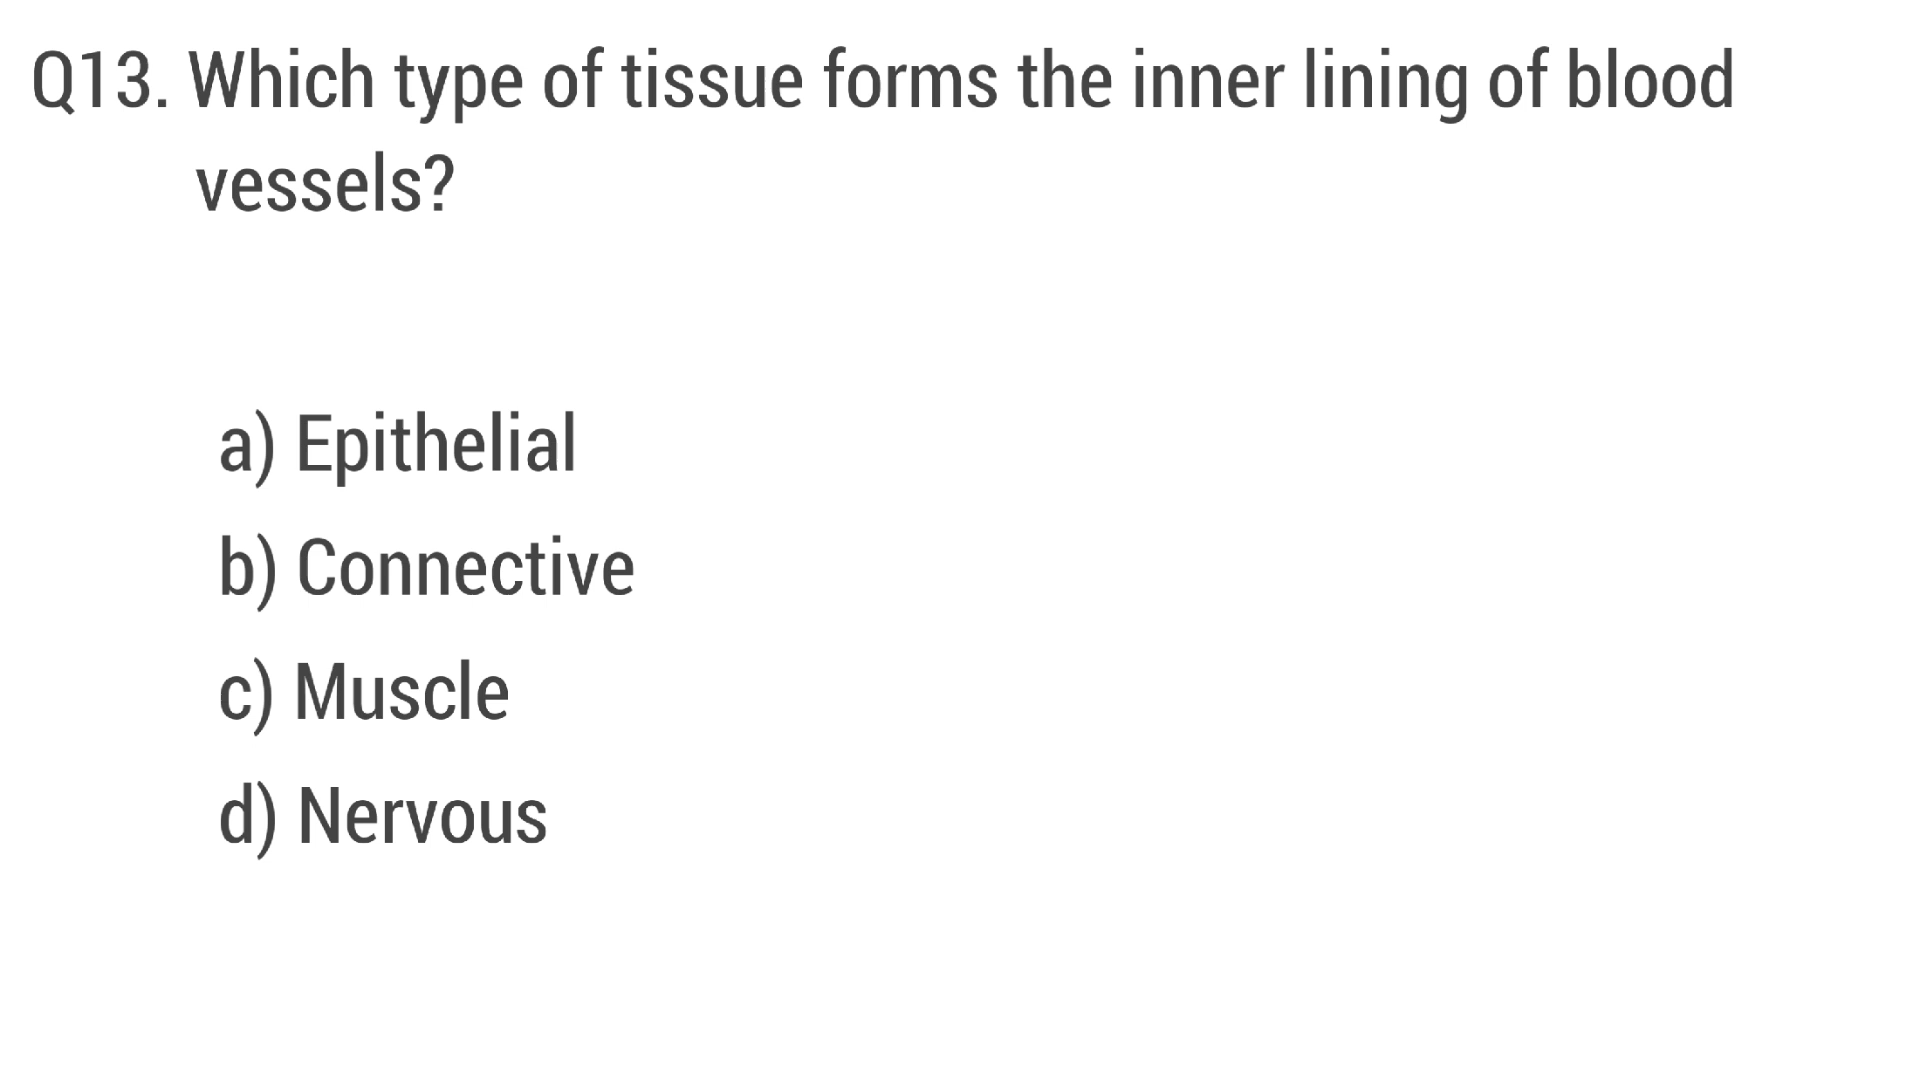 Q13. Which type of tissue forms the inner lining of blood
vessels?
a) Epithelial
b) Connective
c) Muscle
d) Nervous